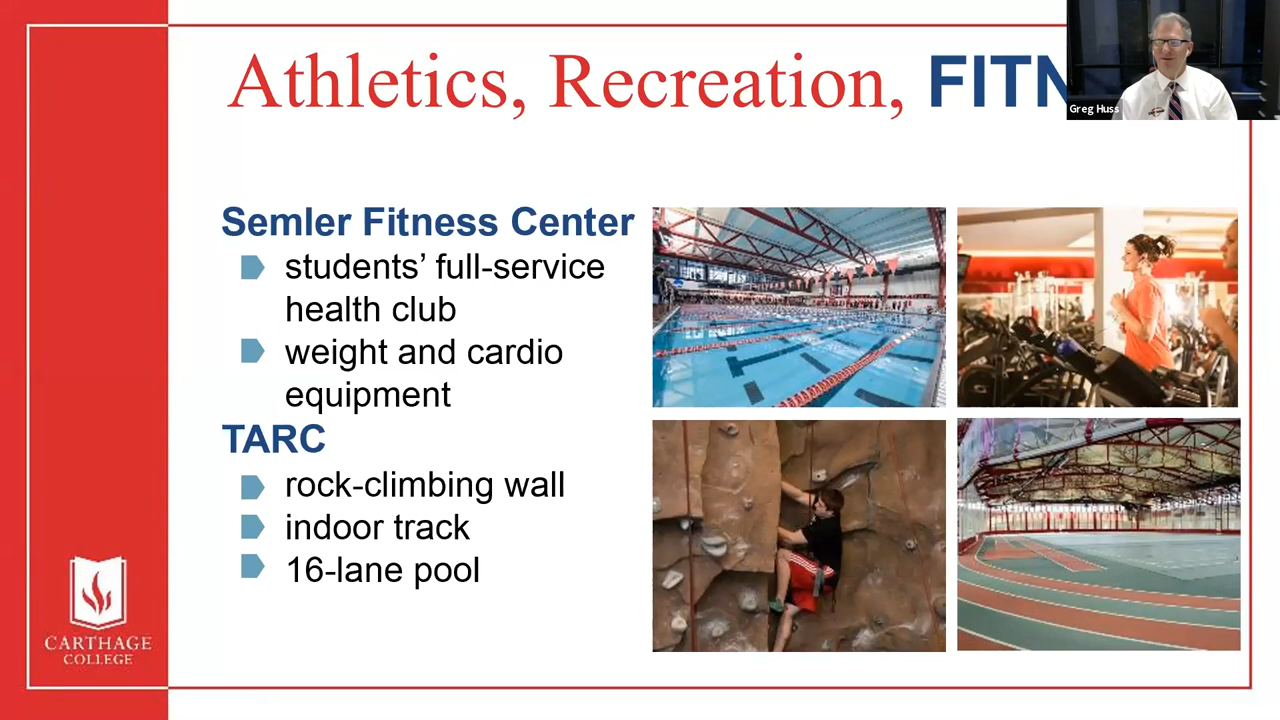 Athletics, Recreation, FITN
Greg Huss
Semler Fitness Center
students’ full-service
health club
weight and cardio
equipment
TARC
rock-climbing wall
indoor track
16-lane pool
CARTHAGE
COLLEGE